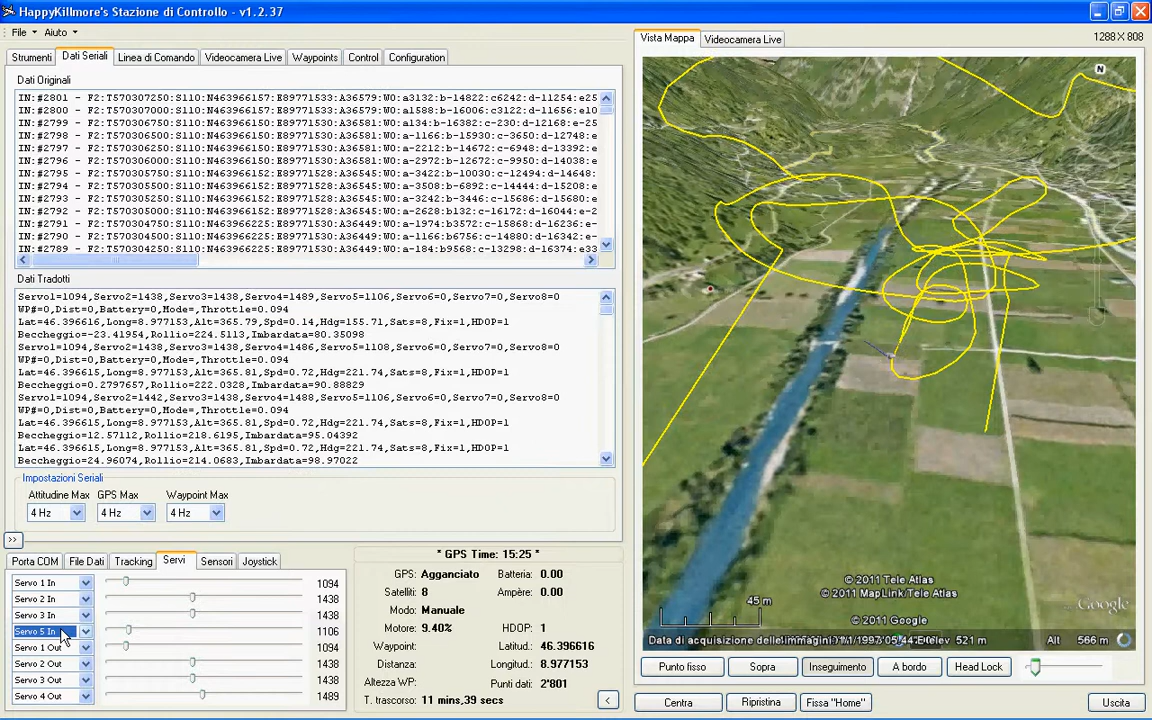 HappyKillmore's Stazione di Controllo - v1.2.37
File Aiuto
1288 X 808
Strumenti Dati Seriali Linea di Comando Videocamera Live Waypoints Control Configuration
Vista Mappa Videocamera Live
Dati Originali
IN:#2801 - F2:T570307250:S110:N463966157:E89771533:A36579:W0:a3132:b-14822:c6242:d-11254:e25
IN:#2800 - F2:T570307000:S110:N463966157:E89771533:A36579:W0:a1588:b-16006:c3122:d-11656:e10
IN:#2799 - F2:T570306750:S110:N463966152:E89771530:A36545:W0:a134:b-16382:c-230:d-12168:e-25
IN:#2798 - F2:T570306500:S110:N463966152:E89771530:A36545:W0:a-1166:b-15930:c-3650:d-12748:e
IN:#2797 - F2:T570306250:S110:N463966152:E89771530:A36545:W0:a-2212:b-14672:c-6948:d-13392:e
IN:#2796 - F2:T570306000:S110:N463966152:E89771530:A36545:W0:a-2972:b-12672:c-9950:d-14038:e
IN:#2795 - F2:T570305750:S110:N463966152:E89771528:A36545:W0:a-3422:b-10030:c-12494:d-14648:
IN:#2794 - F2:T570305500:S110:N463966152:E89771528:A36545:W0:a-3508:b-6892:c-14444:d-15208:e
IN:#2793 - F2:T570305250:S110:N463966152:E89771528:A36545:W0:a-3242:b-3446:c-15686:d-15680:e
IN:#2792 - F2:T570305000:S110:N463966152:E89771528:A36545:W0:a-2628:b132:c-16172:d-16044:e-2
IN:#2791 - F2:T570304750:S110:N463966225:E89771530:A36449:W0:a-1974:b3572:c-15868:d-16236:e-
IN:#2790 - F2:T570304500:S110:N463966225:E89771530:A36449:W0:a-1166:b6756:c-14880:d-16342:e-
IN:#2789 - F2:T570304250:S110:N463966225:E89771530:A36449:W0:a-184:b9568:c-13298:d-16374:e33
Dati Tradotti
Servo1=1094,Servo2=1438,Servo3=1438,Servo4=1489,Servo5=1106,Servo6=0,Servo7=0,Servo8=0
WP#=0,Dist=0,Battery=0,Mode=,Throttle=0.094
Lat=46.396616,Long=8.977153,Alt=365.79,Spd=0.14,Hdg=155.71,Sats=8,Fix=1,HDOP=1
Beccheggio=-23.41954,Rollio=224.5113,Imbardata=80.35098
Servo1=1094,Servo2=1438,Servo3=1438,Servo4=1486,Servo5=1108,Servo6=0,Servo7=0,Servo8=0
WP#=0,Dist=0,Battery=0,Mode=,Throttle=0.094
Lat=46.396615,Long=8.977153,Alt=365.81,Spd=0.72,Hdg=221.74,Sats=8,Fix=1,HDOP=1
Beccheggio=0.2797657,Rollio=222.0328,Imbardata=90.88829
Servo1=1094,Servo2=1442,Servo3=1438,Servo4=1488,Servo5=1106,Servo6=0,Servo7=0,Servo8=0
WP#=0,Dist=0,Battery=0,Mode=,Throttle=0.094
Lat=46.396615,Long=8.977153,Alt=365.81,Spd=0.72,Hdg=221.74,Sats=8,Fix=1,HDOP=1
Beccheggio=12.57112,Rollio=218.6195,Imbardata=95.04392
Lat=46.396615,Long=8.977153,Alt=365.81,Spd=0.72,Hdg=221.74,Sats=8,Fix=1,HDOP=1
Beccheggio=24.96074,Rollio=214.0683,Imbardata=98.97022
Impostazioni Seriali
Attitudine Max GPS Max Waypoint Max
4 Hz 4 Hz 4 Hz
>>
Porta COM File Dati Tracking Servi Sensori Joystick
Servo 1 In 1094
Servo 2 In 1438
Servo 3 In 1438
Servo 5 In 1106
Servo 1 Out 1094
Servo 2 Out 1438
Servo 3 Out 1438
Servo 4 Out 1489
* GPS Time: 15:25 *
GPS: Agganciato Batteria: 0.00
Satelliti: 8 Ampère: 0.00
Modo: Manuale
Motore: 9.40% HDOP: 1
Waypoint: Latitud.: 46.396616
Distanza: Longitud.: 8.977153
Altezza WP: Punti dati: 2'801
T. trascorso: 11 mins,39 secs
<
N
© 2011 Tele Atlas
© 2011 MapLink/Tele Atlas
Google
45 m
© 2011 Google
521 m Alt 566 m
Punto fisso Sopra Inseguimento A bordo Head Lock
Centra Ripristina Fissa "Home" Uscita